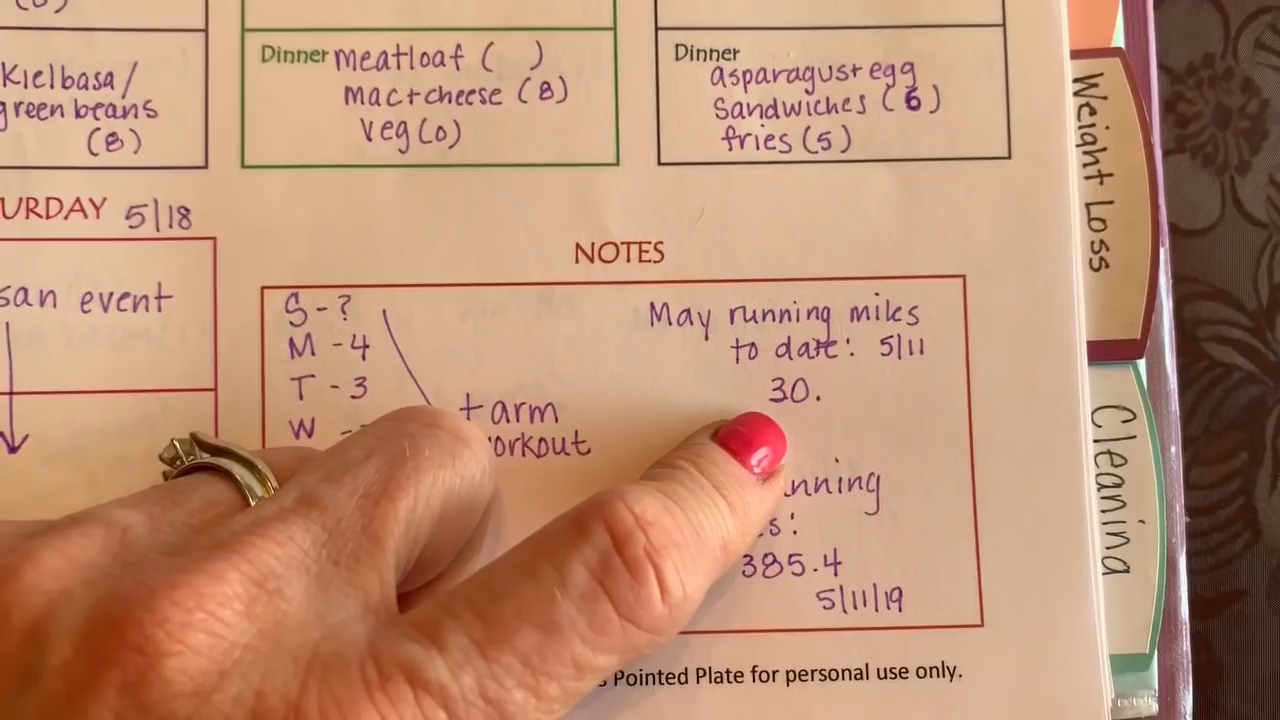 Kielbasa/
green beans
(8)
Dinner meatloaf ( )
mac + cheese (8)
veg (0)
Dinner
asparagus + egg
sandwiches (6)
fries (5)
URDAY 5/18
san event
NOTES
S - ?
M - 4
T - 3
W -
+ arm
orkout
May running miles
to date: 5/11
30.
nning
s:
385.4
5/11/19
Pointed Plate for personal use only.
Weight Loss
Cleaning